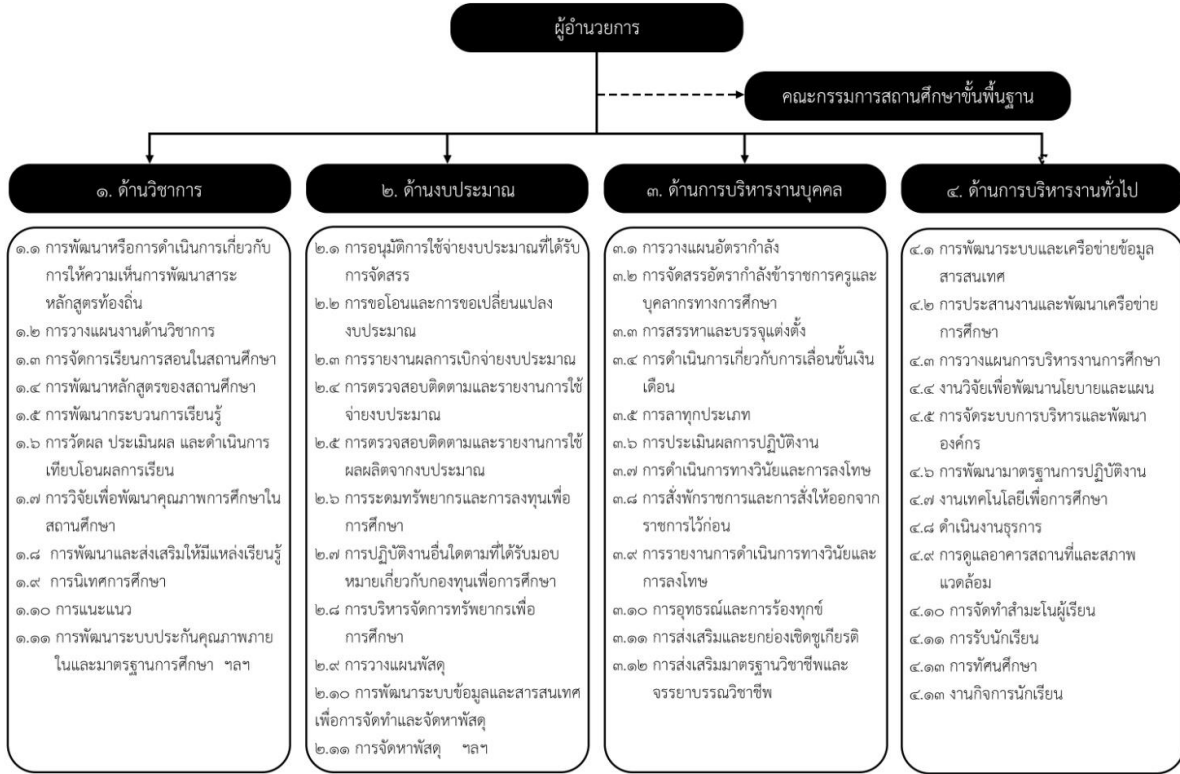 ผู้อำนวยการ
คณะกรรมการสถานศึกษาขั้นพื้นฐาน
๑. ด้านวิชาการ
๑.๑ การพัฒนาหรือการดำเนินการเกี่ยวกับ
การให้ความเห็นการพัฒนาสาระ
หลักสูตรท้องถิ่น
๑.๒ การวางแผนงานด้านวิชาการ
๑.๓ การจัดการเรียนการสอนในสถานศึกษา
๑.๔ การพัฒนาหลักสูตรของสถานศึกษา
๑.๕ การพัฒนากระบวนการเรียนรู้
๑.๖ การวัดผล ประเมินผล และดำเนินการ
เทียบโอนผลการเรียน
๑.๗ การวิจัยเพื่อพัฒนาคุณภาพการศึกษาใน
สถานศึกษา
๑.๘ การพัฒนาและส่งเสริมให้มีแหล่งเรียนรู้
๑.๙ การนิเทศการศึกษา
๑.๑๐ การแนะแนว
๑.๑๑ การพัฒนาระบบประกันคุณภาพภาย
ในและมาตรฐานการศึกษา ฯลฯ
๒. ด้านงบประมาณ
๒.๑ การอนุมัติการใช้จ่ายงบประมาณที่ได้รับ
การจัดสรร
๒.๒ การขอโอนและการขอเปลี่ยนแปลง
งบประมาณ
๒.๓ การรายงานผลการเบิกจ่ายงบประมาณ
๒.๔ การตรวจสอบติดตามและรายงานการใช้
จ่ายงบประมาณ
๒.๕ การตรวจสอบติดตามและรายงานการใช้
ผลผลิตจากงบประมาณ
๒.๖ การระดมทรัพยากรและการลงทุนเพื่อ
การศึกษา
๒.๗ การปฏิบัติงานอื่นใดตามที่ได้รับมอบ
หมายเกี่ยวกับกองทุนเพื่อการศึกษา
๒.๘ การบริหารจัดการทรัพยากรเพื่อ
การศึกษา
๒.๙ การวางแผนพัสดุ
๒.๑๐ การพัฒนาระบบข้อมูลและสารสนเทศ
เพื่อการจัดทำและจัดหาพัสดุ
๒.๑๑ การจัดหาพัสดุ ฯลฯ
๓. ด้านการบริหารงานบุคคล
๓.๑ การวางแผนอัตรากำลัง
๓.๒ การจัดสรรอัตรากำลังข้าราชการครูและ
บุคลากรทางการศึกษา
๓.๓ การสรรหาและบรรจุแต่งตั้ง
๓.๔ การดำเนินการเกี่ยวกับการเลื่อนขั้นเงิน
เดือน
๓.๕ การลาทุกประเภท
๓.๖ การประเมินผลการปฏิบัติงาน
๓.๗ การดำเนินการทางวินัยและการลงโทษ
๓.๘ การสั่งพักราชการและการสั่งให้ออกจาก
ราชการไว้ก่อน
๓.๙ การรายงานการดำเนินการทางวินัยและ
การลงโทษ
๓.๑๐ การอุทธรณ์และการร้องทุกข์
๓.๑๑ การส่งเสริมและยกย่องเชิดชูเกียรติ
๓.๑๒ การส่งเสริมมาตรฐานวิชาชีพและ
จรรยาบรรณวิชาชีพ
๔. ด้านการบริหารงานทั่วไป
๔.๑ การพัฒนาระบบและเครือข่ายข้อมูล
สารสนเทศ
๔.๒ การประสานงานและพัฒนาเครือข่าย
การศึกษา
๔.๓ การวางแผนการบริหารงานการศึกษา
๔.๔ งานวิจัยเพื่อพัฒนานโยบายและแผน
๔.๕ การจัดระบบการบริหารและพัฒนา
องค์กร
๔.๖ การพัฒนามาตรฐานการปฏิบัติงาน
๔.๗ งานเทคโนโลยีเพื่อการศึกษา
๔.๘ ดำเนินงานธุรการ
๔.๙ การดูแลอาคารสถานที่และสภาพ
แวดล้อม
๔.๑๐ การจัดทำสำมะโนผู้เรียน
๔.๑๑ การรับนักเรียน
๔.๑๓ การทัศนศึกษา
๔.๑๓ งานกิจการนักเรียน